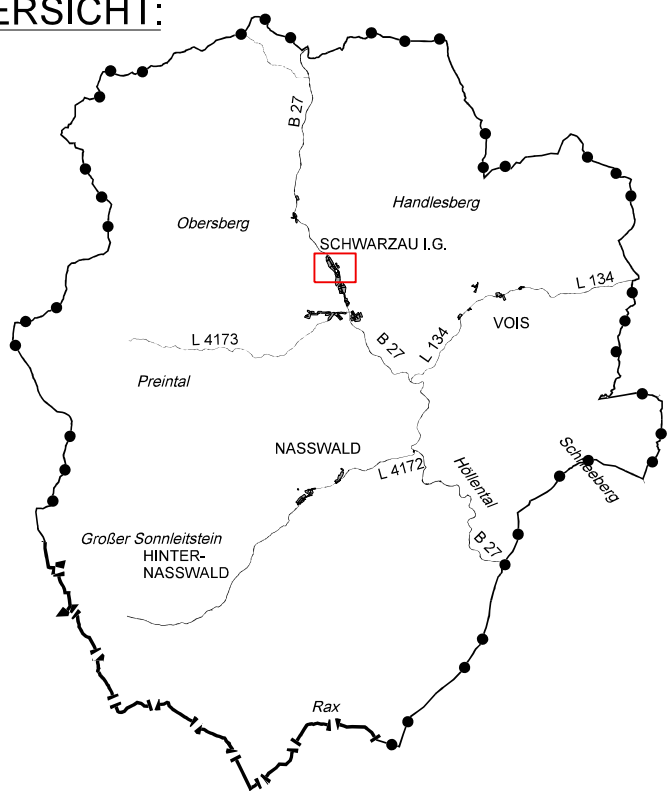 ERSICHT:
B 27
Handlesberg
Obersberg
SCHWARZAU I.G.
L 134
VOIS
L 4173
B 27
L 134
Preintal
NASSWALD
L 4172
Höllental
Schneeberg
Großer Sonnleitstein
HINTER-
NASSWALD
B 27
Rax